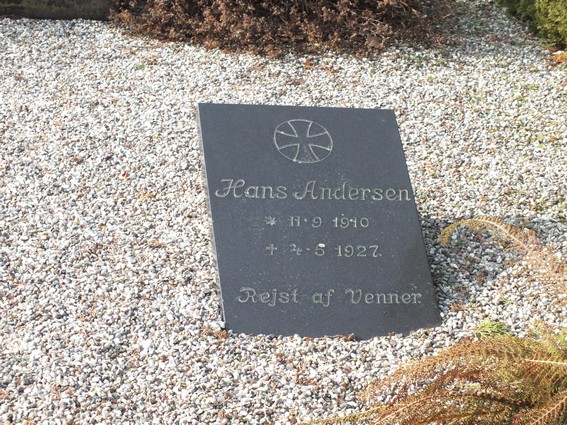 Hans Andersen
* 11·9 1910
+ 4·5 1927.
Rejst af Venner.